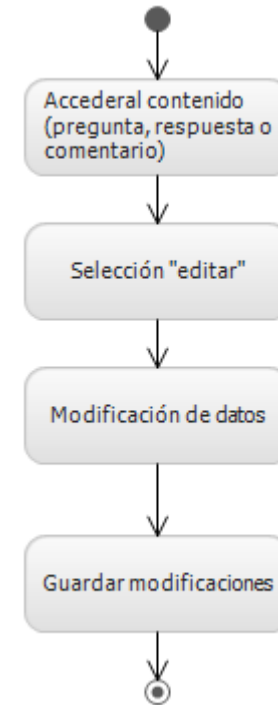 Accederal contenido
(pregunta, respuesta o
comentario)
Selección "editar"
Modificación de datos
Guardar modificaciones